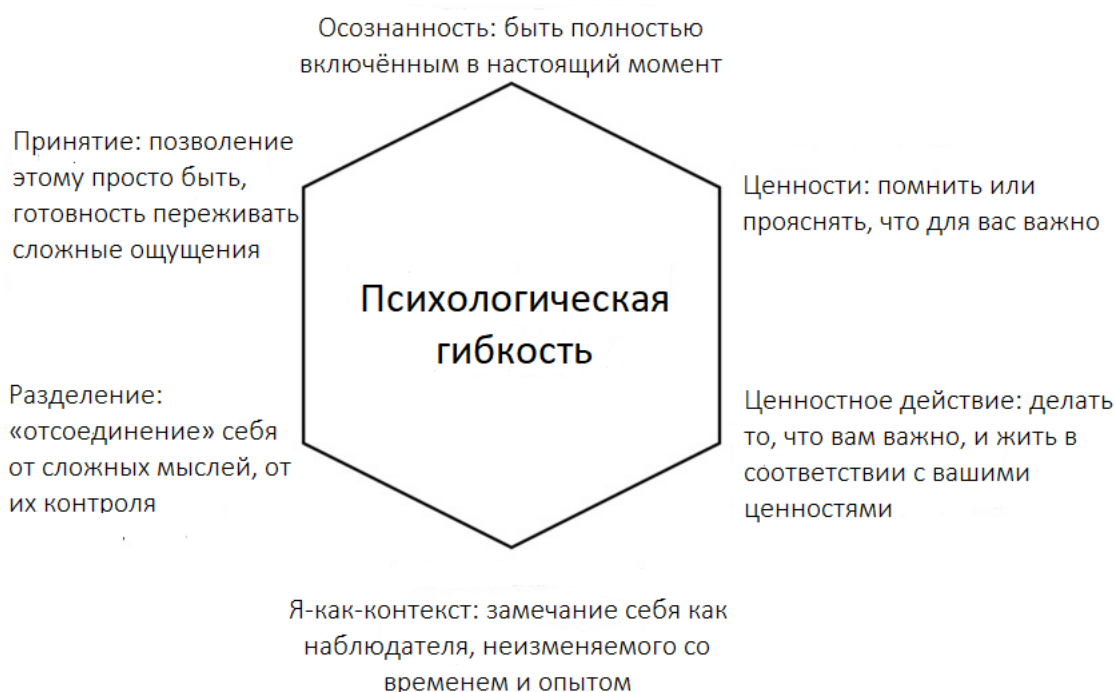 Осознанность: быть полностью
включённым в настоящий момент
Принятие: позволение
этому просто быть,
готовность переживать
сложные ощущения
Ценности: помнить или
прояснять, что для вас важно
Психологическая
гибкость
Разделение:
«отсоединение» себя
от сложных мыслей, от
их контроля
Ценностное действие: делать
то, что вам важно, и жить в
соответствии с вашими
ценностями
Я-как-контекст: замечание себя как
наблюдателя, неизменяемого со
временем и опытом